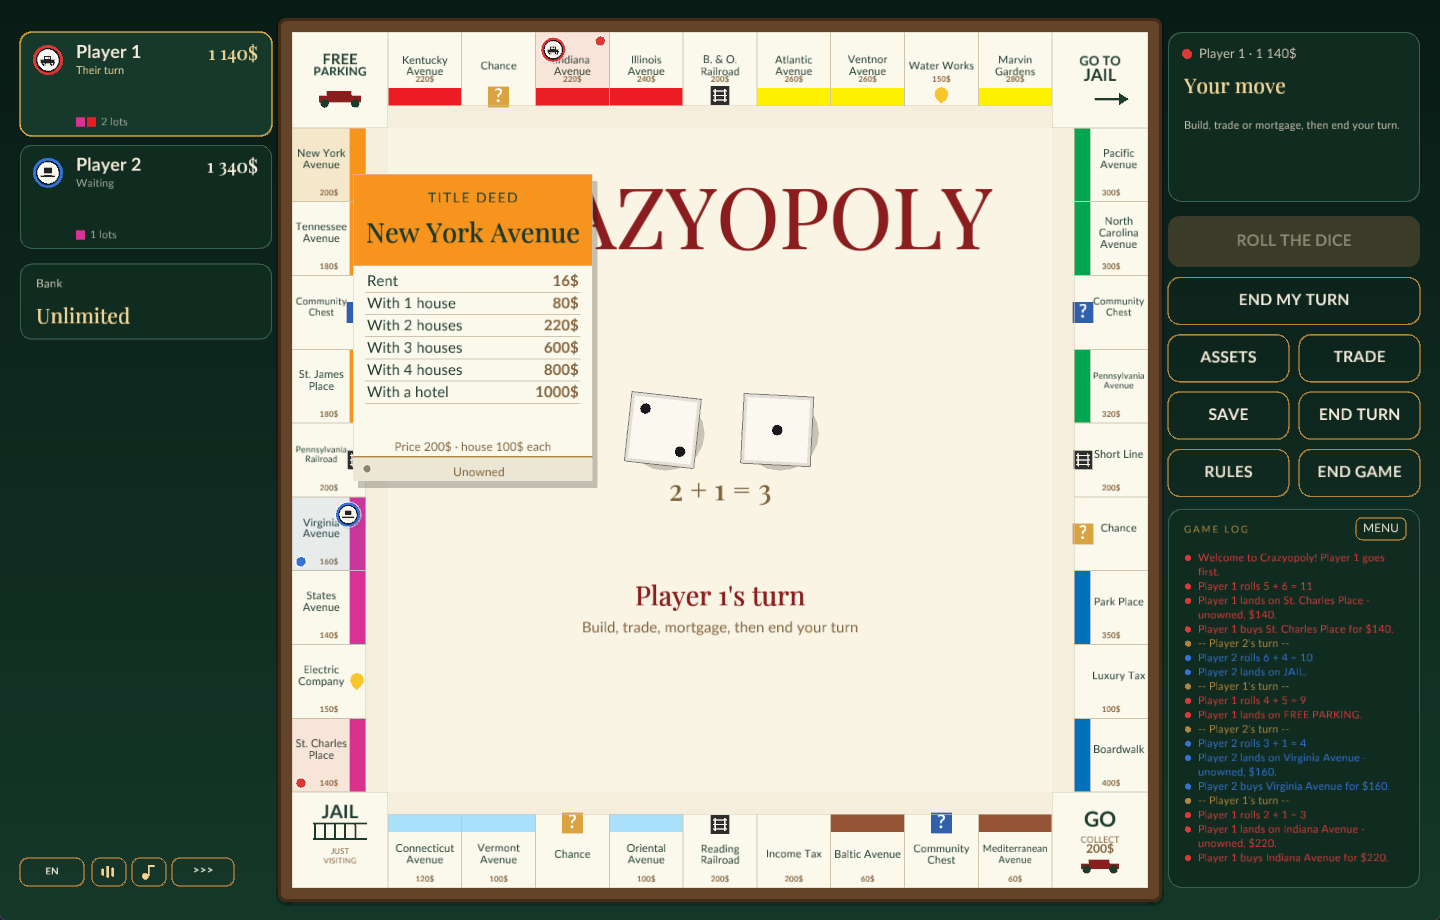 Player 1
1 140$
Their turn
2 lots
Player 2
1 340$
Waiting
1 lots
Bank
Unlimited
EN
>>>
FREE
PARKING
Kentucky
Avenue
220$
Chance
?
Avenue
220$
Illinois
Avenue
240$
B. & O.
Railroad
200$
Atlantic
Avenue
260$
Ventnor
Avenue
260$
Water Works
150$
Marvin
Gardens
280$
GO TO
JAIL
New York
Avenue
200$
Tennessee
Avenue
180$
Community
Chest
St. James
Place
180$
Pennsylvania
Railroad
200$
Virginia
Avenue
160$
States
Avenue
140$
Electric
Company
150$
St. Charles
Place
140$
TITLE DEED
New York Avenue
Rent 16$
With 1 house 80$
With 2 houses 220$
With 3 houses 600$
With 4 houses 800$
With a hotel 1000$
Price 200$ · house 100$ each
Unowned
AZYOPOLY
2 + 1 = 3
Player 1's turn
Build, trade, mortgage, then end your turn
Pacific
Avenue
300$
North
Carolina
Avenue
300$
?
Community
Chest
Pennsylvania
Avenue
320$
Short Line
200$
?
Chance
Park Place
350$
Luxury Tax
100$
Boardwalk
400$
JAIL
JUST
VISITING
Connecticut
Avenue
120$
Vermont
Avenue
100$
?
Chance
Oriental
Avenue
100$
Reading
Railroad
200$
Income Tax
200$
Baltic Avenue
60$
?
Community
Chest
Mediterranean
Avenue
60$
GO
COLLECT
200$
Player 1 · 1 140$
Your move
Build, trade or mortgage, then end your turn.
ROLL THE DICE
END MY TURN
ASSETS
TRADE
SAVE
END TURN
RULES
END GAME
GAME LOG
MENU
Welcome to Crazyopoly! Player 1 goes
first.
Player 1 rolls 5 + 6 = 11
Player 1 lands on St. Charles Place -
unowned, $140.
Player 1 buys St. Charles Place for $140.
-- Player 2's turn --
Player 2 rolls 6 + 4 = 10
Player 2 lands on JAIL.
-- Player 1's turn --
Player 1 rolls 4 + 5 = 9
Player 1 lands on FREE PARKING.
-- Player 2's turn --
Player 2 rolls 3 + 1 = 4
Player 2 lands on Virginia Avenue -
unowned, $160.
Player 2 buys Virginia Avenue for $160.
-- Player 1's turn --
Player 1 rolls 2 + 1 = 3
Player 1 lands on Indiana Avenue -
unowned, $220.
Player 1 buys Indiana Avenue for $220.